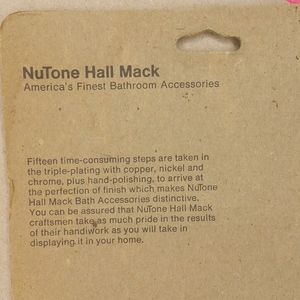 NuTone Hall Mack
America's Finest Bathroom Accessories
Fifteen time-consuming steps are taken in
the triple-plating with copper, nickel and
chrome, plus hand-polishing, to arrive at
the perfection of finish which makes NuTone
Hall Mack Bath Accessories distinctive.
You can be assured that NuTone Hall Mack
craftsmen take as much pride in the results
of their handiwork as you will take in
displaying it in your home.